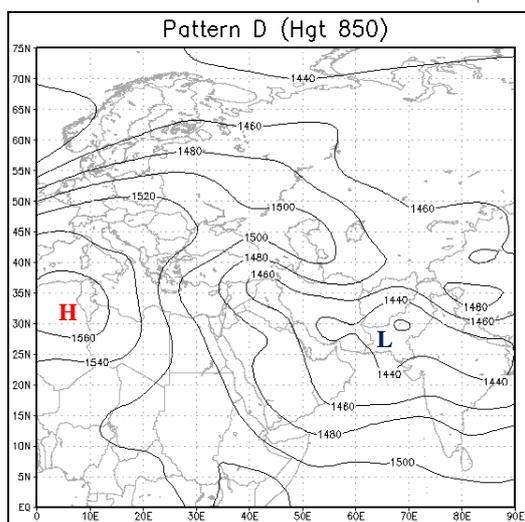 Pattern D (Hgt 850)
75N
1440
70N
65N
1460
60N
1480
55N
50N
1520
1500
1460
45N
1500
40N
1480
1460
35N
1440
1480
H
1460
30N
L
1560
25N
1540
1440
1440
20N
1460
15N
1480
10N
1500
5N
EQ
0
10E
20E
30E
40E
50E
60E
70E
80E
90E